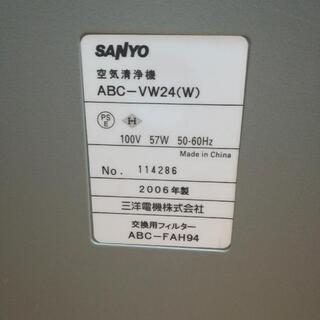 SANYO
空気清浄機
ABC-VW24(W)
PS
E
H
100V 57W 50-60Hz
Made in China
No. 114286
2006年製
三洋電機株式会社
交換用フィルター
ABC-FAH94